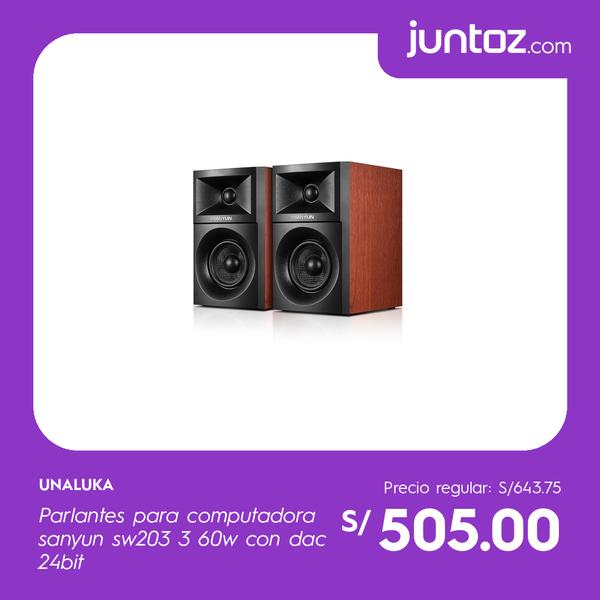 juntoz.com
SANYUN
SANYUN
UNALUKA
Parlantes para computadora
sanyun sw203 3 60w con dac
24bit
Precio regular: S/643.75
S/ 505.00